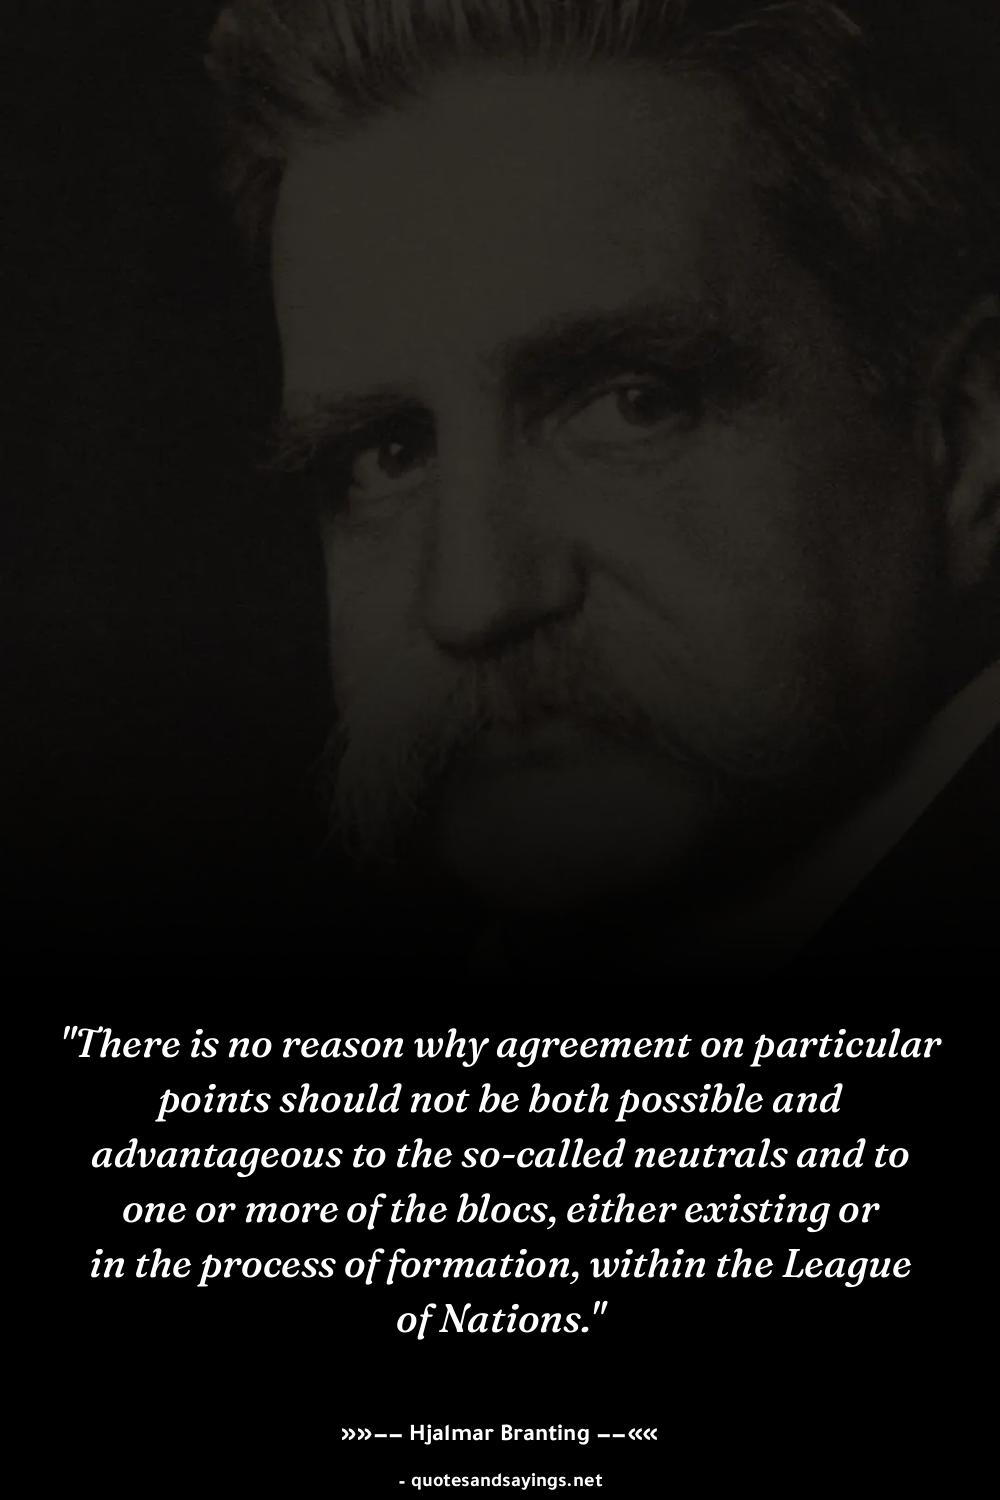 "There is no reason why agreement on particular
points should not be both possible and
advantageous to the so-called neutrals and to
one or more of the blocs, either existing or
in the process of formation, within the League
of Nations."
»»–– Hjalmar Branting ––««
- quotesandsayings.net